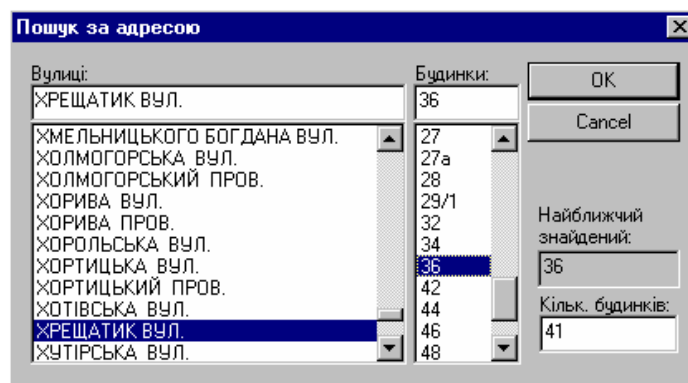 Пошук за адресою
Вулиці:
ХРЕЩАТИК ВУЛ.
ХМЕЛЬНИЦЬКОГО БОГДАНА ВУЛ.
ХОЛМОГОРСЬКА ВУЛ.
ХОЛМОГОРСЬКИЙ ПРОВ.
ХОРИВА ВУЛ.
ХОРИВА ПРОВ.
ХОРОЛЬСЬКА ВУЛ.
ХОРТИЦЬКА ВУЛ.
ХОРТИЦЬКИЙ ПРОВ.
ХОТІВСЬКА ВУЛ.
ХРЕЩАТИК ВУЛ.
ХУТІРСЬКА ВУЛ.
Будинки:
36
27
27а
28
29/1
32
34
36
42
44
46
48
OK
Cancel
Найближчий
знайдений:
36
Кільк. будинків:
41